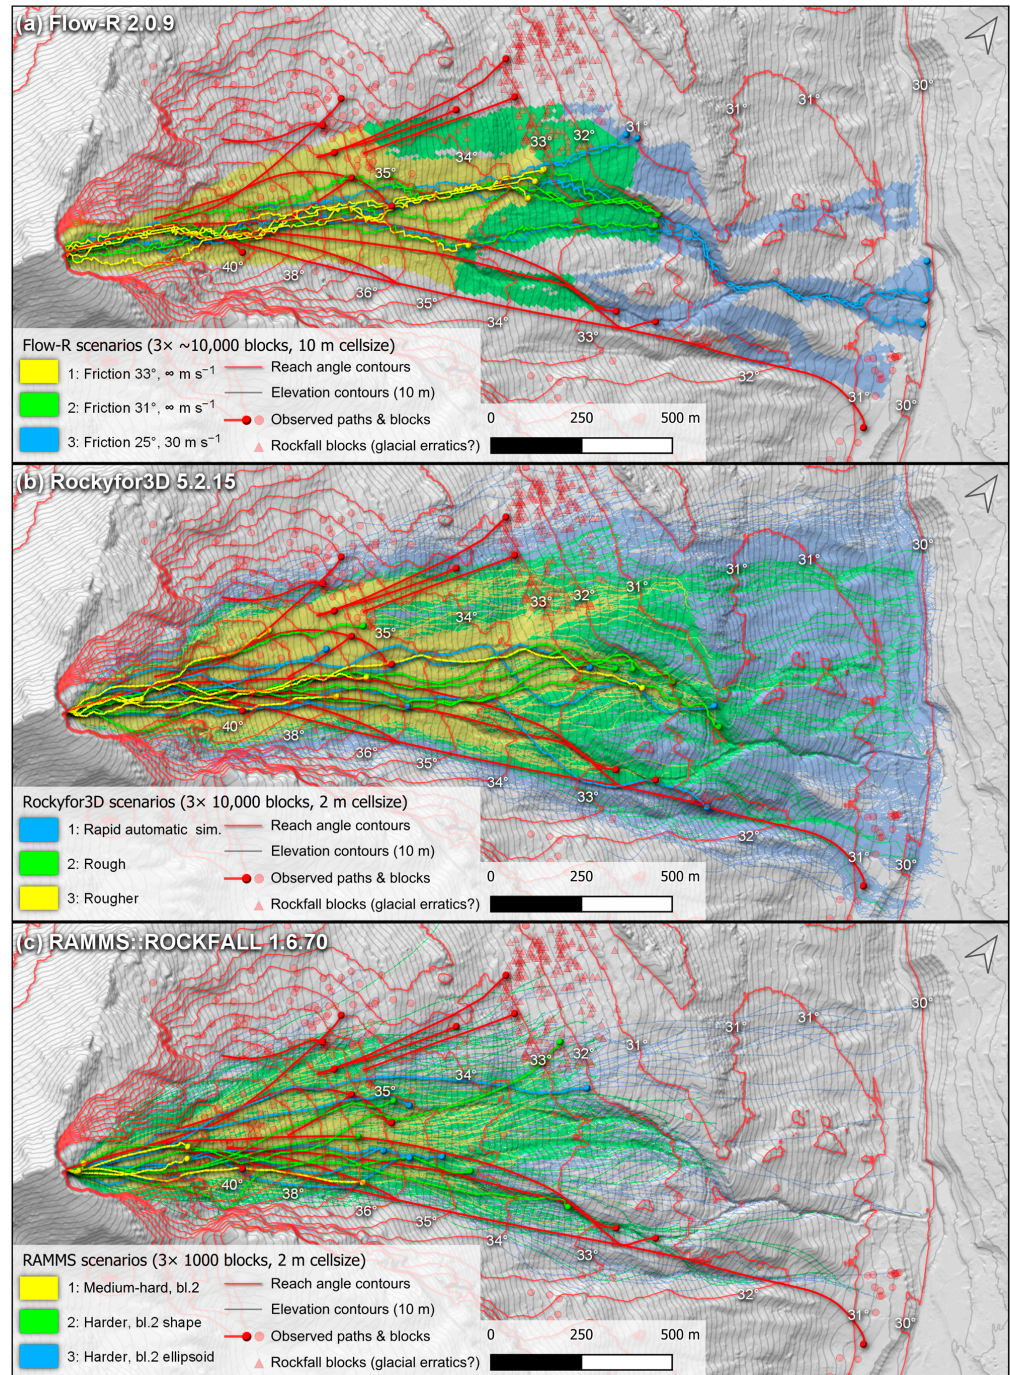 (a) Flow-R 2.0.9
30°
31°
31°
31°
32°
33°
34°
35°
40°
38°
36°
35°
34°
33°
32°
31°
30°
Flow-R scenarios (3× ~10,000 blocks, 10 m cellsize)
1: Friction 33°, ∞ m s⁻¹
2: Friction 31°, ∞ m s⁻¹
3: Friction 25°, 30 m s⁻¹
Reach angle contours
Elevation contours (10 m)
Observed paths & blocks
Rockfall blocks (glacial erratics?)
0 250 500 m
(b) Rockyfor3D 5.2.15
30°
31°
31°
31°
32°
33°
34°
35°
40°
38°
36°
35°
34°
33°
32°
31°
30°
Rockyfor3D scenarios (3× 10,000 blocks, 2 m cellsize)
1: Rapid automatic sim.
2: Rough
3: Rougher
Reach angle contours
Elevation contours (10 m)
Observed paths & blocks
Rockfall blocks (glacial erratics?)
0 250 500 m
(c) RAMMS::ROCKFALL 1.6.70
30°
31°
31°
31°
32°
33°
34°
35°
40°
38°
36°
35°
34°
33°
32°
31°
30°
RAMMS scenarios (3× 1000 blocks, 2 m cellsize)
1: Medium-hard, bl.2
2: Harder, bl.2 shape
3: Harder, bl.2 ellipsoid
Reach angle contours
Elevation contours (10 m)
Observed paths & blocks
Rockfall blocks (glacial erratics?)
0 250 500 m